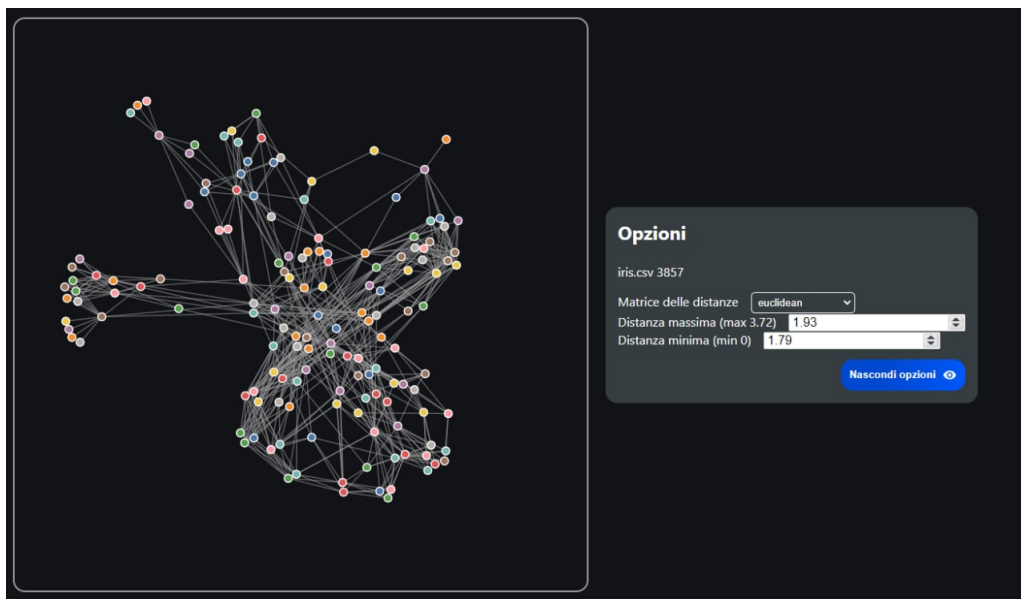 Opzioni
iris.csv 3857
Matrice delle distanze euclidean
Distanza massima (max 3.72) 1.93
Distanza minima (min 0) 1.79
Nascondi opzioni